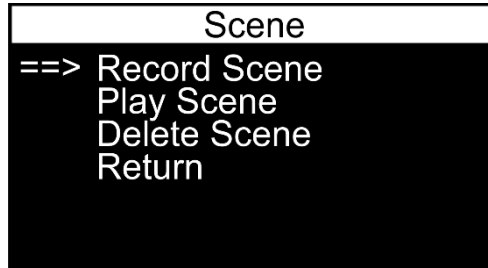 Scene
==> Record Scene
Play Scene
Delete Scene
Return